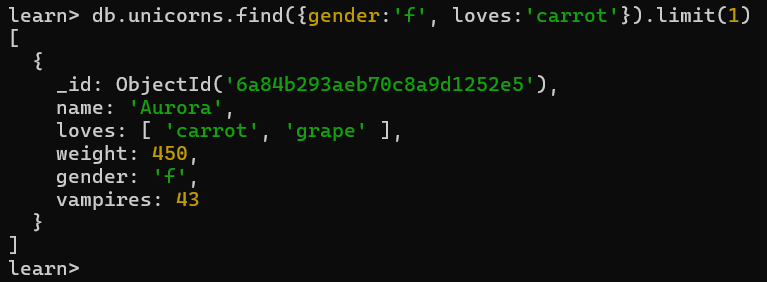 learn> db.unicorns.find({gender:'f', loves:'carrot'}).limit(1)
[
  {
    _id: ObjectId('6a84b293aeb70c8a9d1252e5'),
    name: 'Aurora',
    loves: [ 'carrot', 'grape' ],
    weight: 450,
    gender: 'f',
    vampires: 43
  }
]
learn>